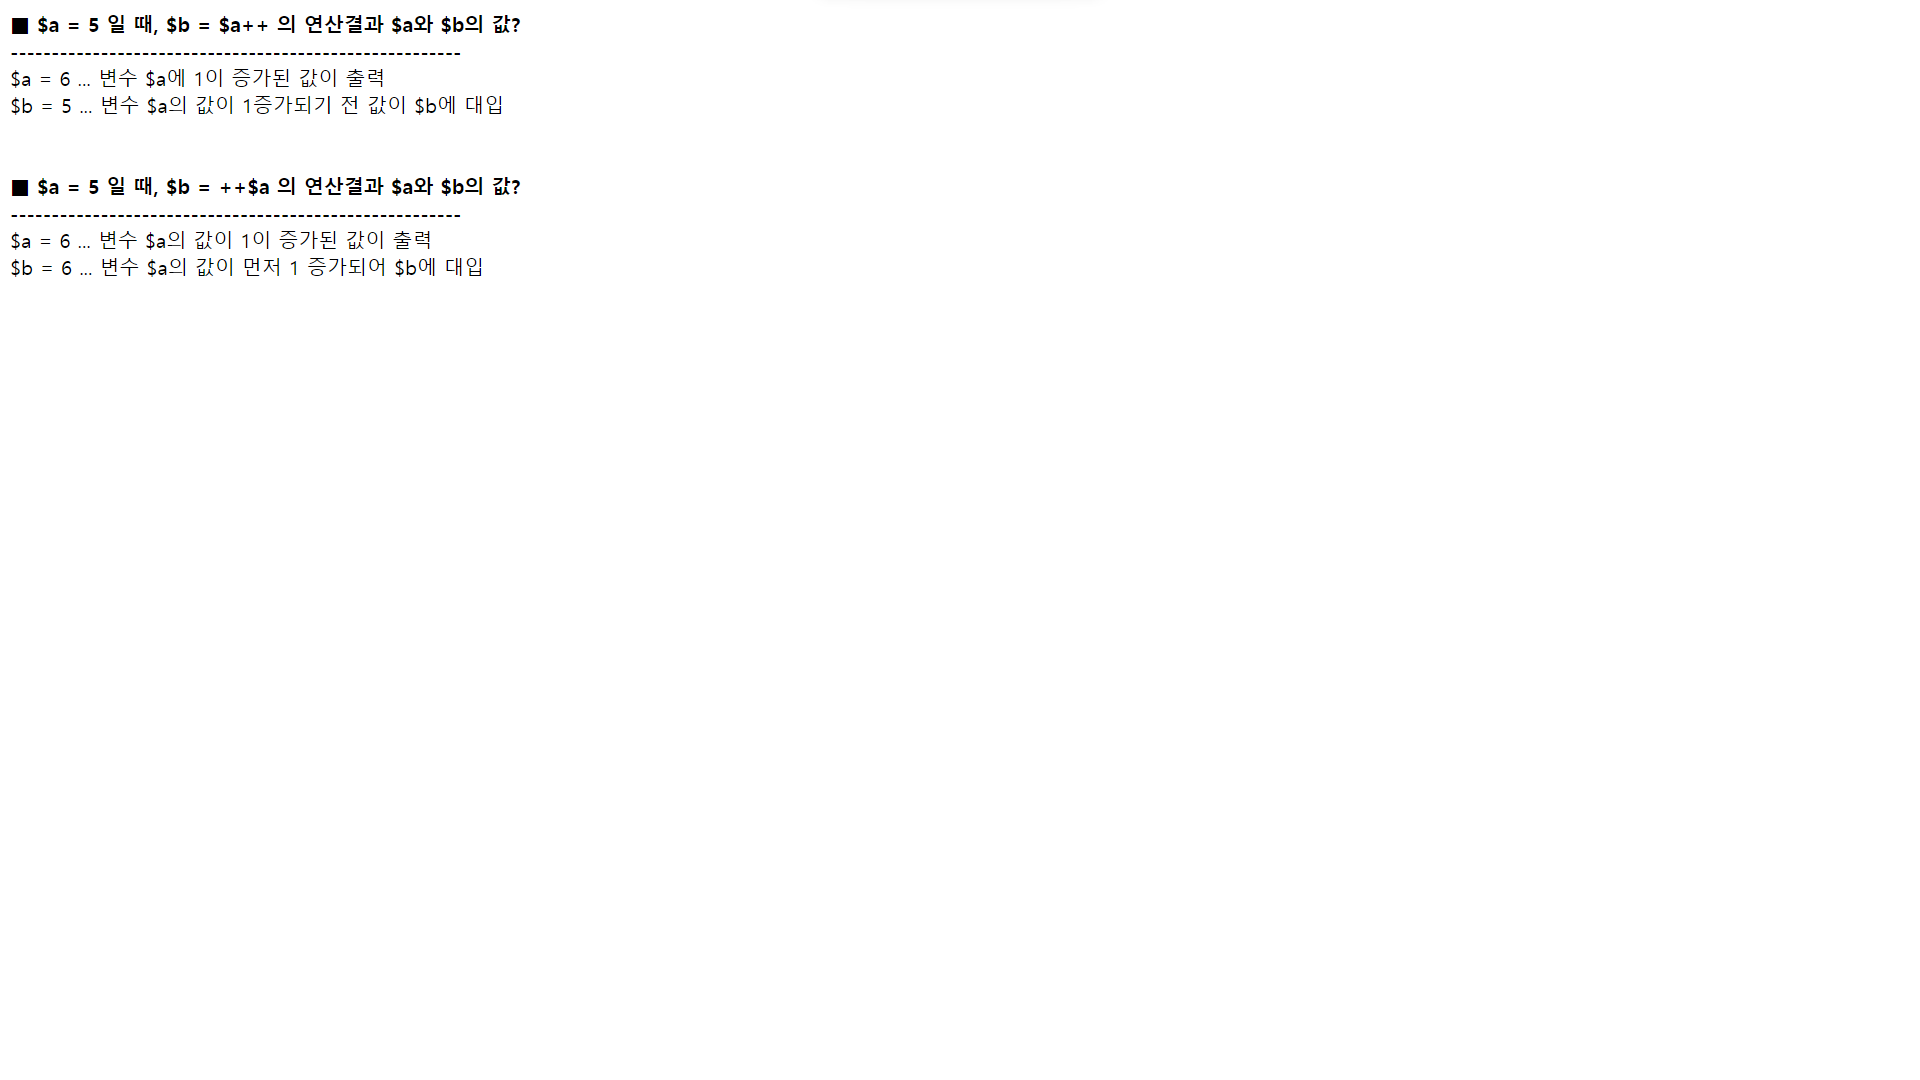 ■ $a = 5 일 때, $b = $a++ 의 연산결과 $a와 $b의 값?
-------------------------------------------------------
$a = 6 ... 변수 $a에 1이 증가된 값이 출력
$b = 5 ... 변수 $a의 값이 1증가되기 전 값이 $b에 대입
■ $a = 5 일 때, $b = ++$a 의 연산결과 $a와 $b의 값?
-------------------------------------------------------
$a = 6 ... 변수 $a의 값이 1이 증가된 값이 출력
$b = 6 ... 변수 $a의 값이 먼저 1 증가되어 $b에 대입